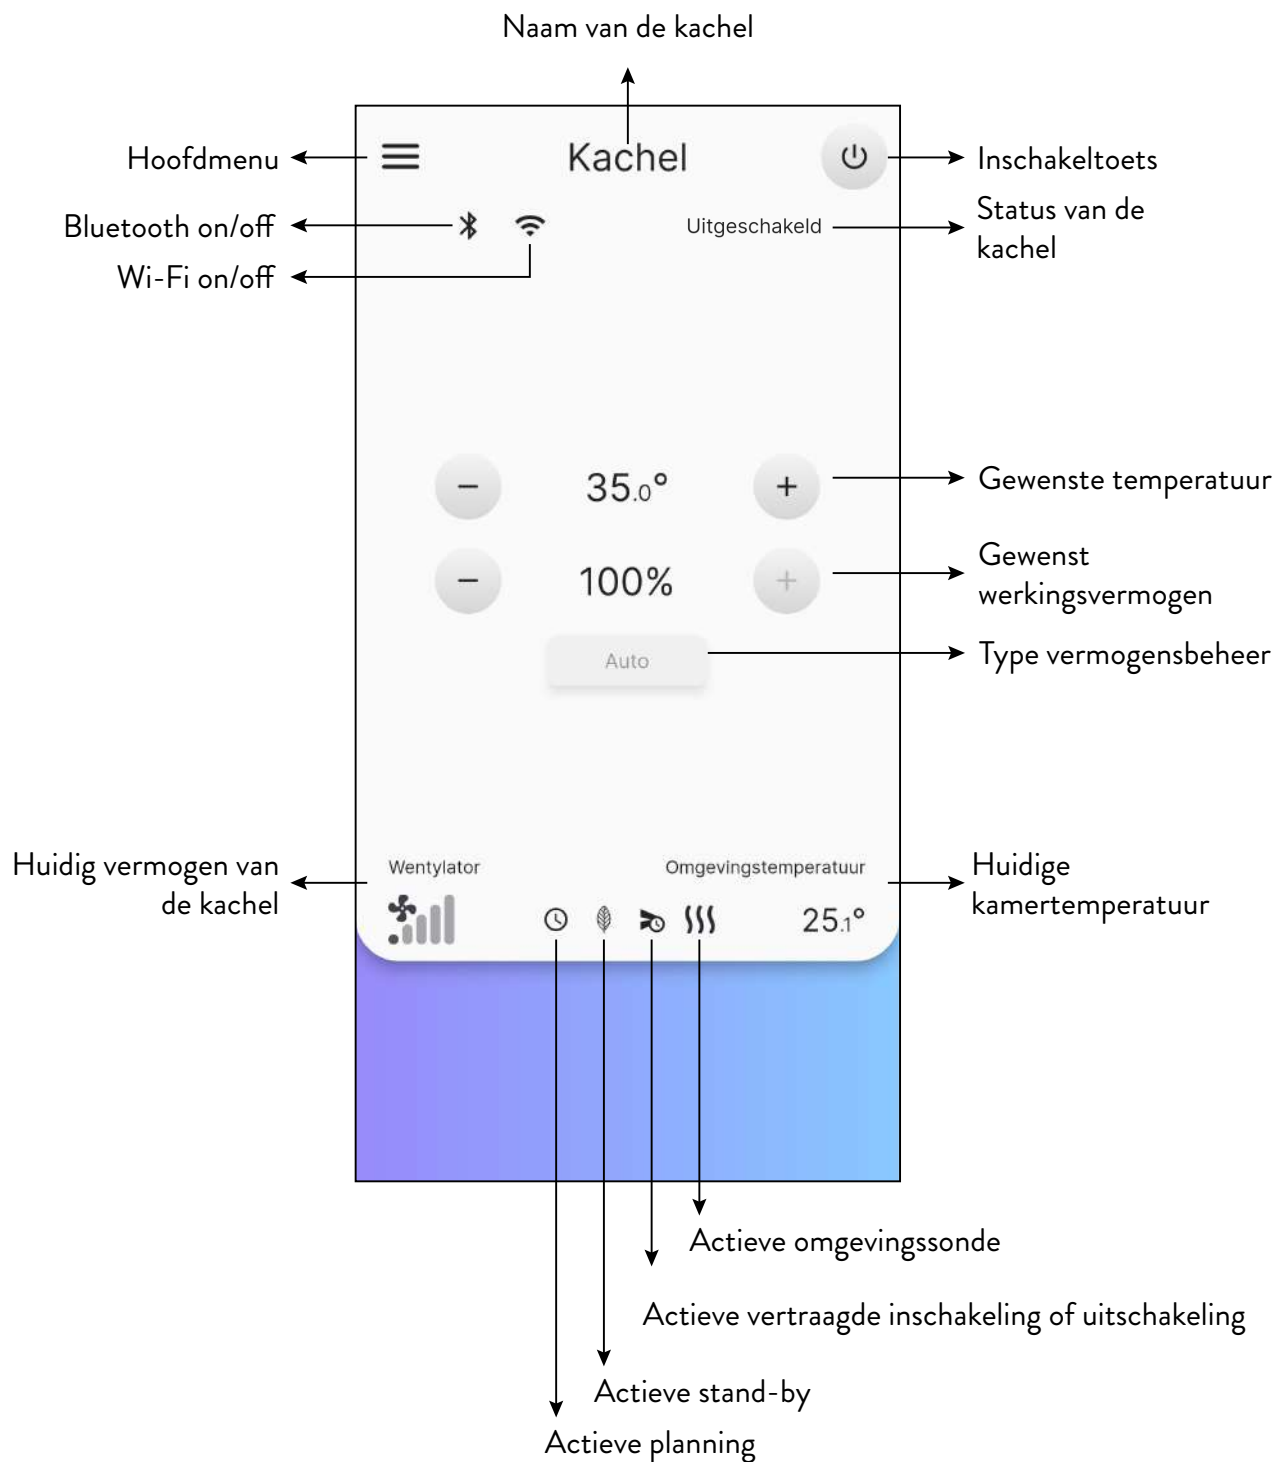 Naam van de kachel
Hoofdmenu
Kachel
Inschakeltoets
Bluetooth on/off
Uitgeschakeld
Status van de
kachel
Wi-Fi on/off
35.0°
Gewenste temperatuur
100%
Gewenst
werkingsvermogen
Auto
Type vermogensbeheer
Huidig vermogen van
de kachel
Wentylator
Omgevingstemperatuur
25.1°
Huidige
kamertemperatuur
Actieve omgevingssonde
Actieve vertraagde inschakeling of uitschakeling
Actieve stand-by
Actieve planning